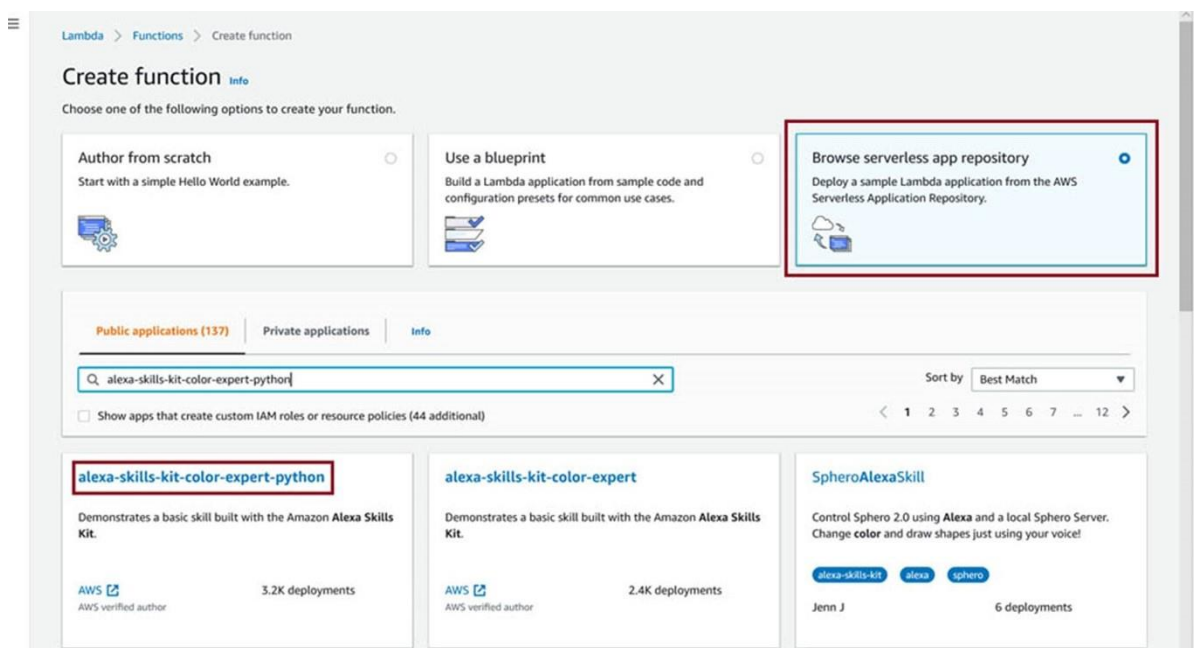 Lambda > Functions > Create function
Create function Info
Choose one of the following options to create your function.
Author from scratch
Start with a simple Hello World example.
Use a blueprint
Build a Lambda application from sample code and
configuration presets for common use cases.
Browse serverless app repository
Deploy a sample Lambda application from the AWS
Serverless Application Repository.
Public applications (137)
Private applications
Info
alexa-skills-kit-color-expert-python
Sort by
Best Match
Show apps that create custom IAM roles or resource policies (44 additional)
< 1 2 3 4 5 6 7 ... 12 >
alexa-skills-kit-color-expert-python
Demonstrates a basic skill built with the Amazon Alexa Skills
Kit.
AWS
3.2K deployments
AWS verified author
alexa-skills-kit-color-expert
Demonstrates a basic skill built with the Amazon Alexa Skills
Kit.
AWS
2.4K deployments
AWS verified author
SpheroAlexaSkill
Control Sphero 2.0 using Alexa and a local Sphero Server.
Change color and draw shapes just using your voice!
alexa-skills-kit alexa sphero
Jenn J
6 deployments